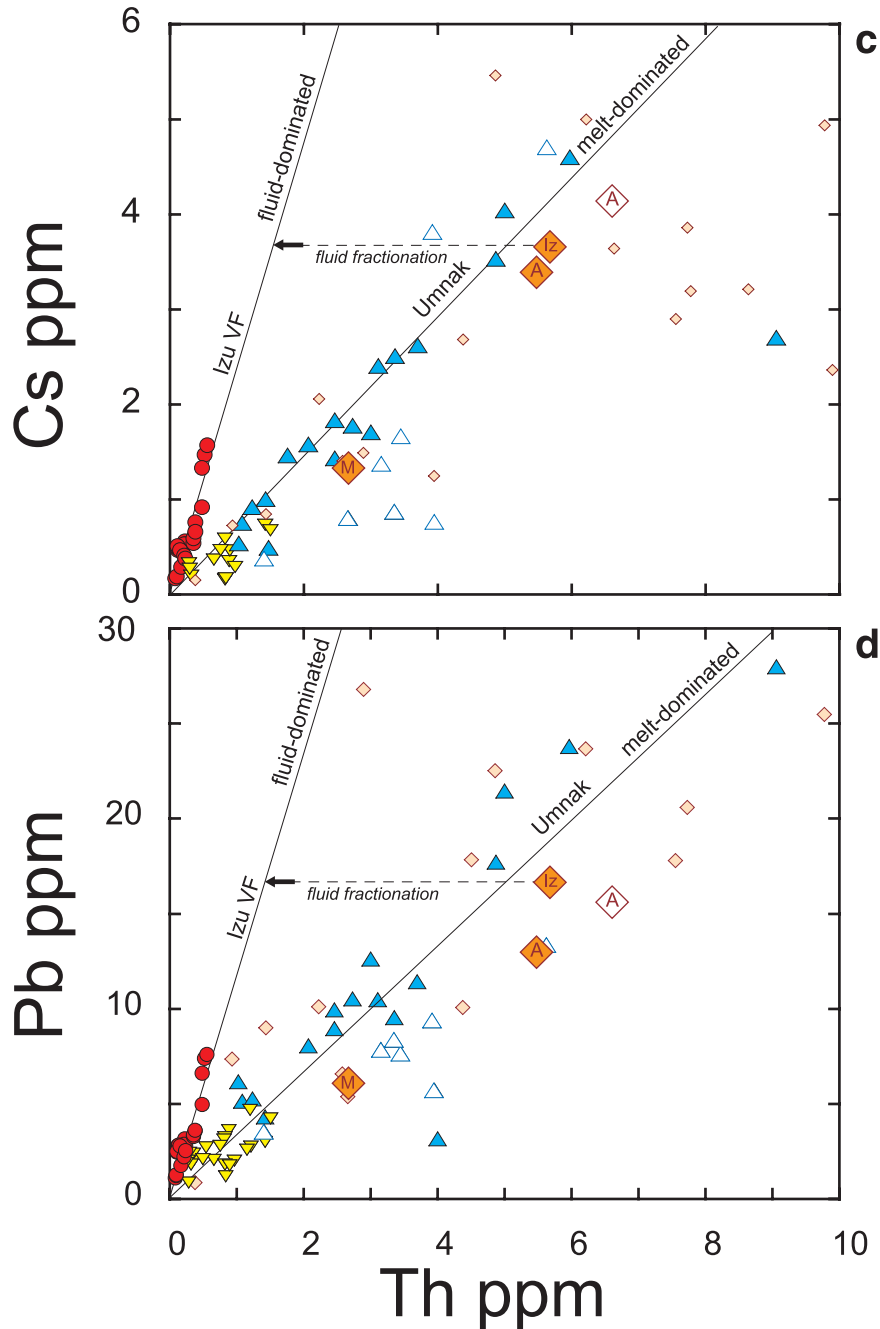 6
c
fluid-dominated
melt-dominated
A
4
Iz
fluid fractionation
A
Umnak
Izu VF
Cs ppm
2
M
0
30
d
fluid-dominated
melt-dominated
Umnak
20
Iz
fluid fractionation
A
Izu VF
A
Pb ppm
10
M
0
0 2 4 6 8 10
Th ppm